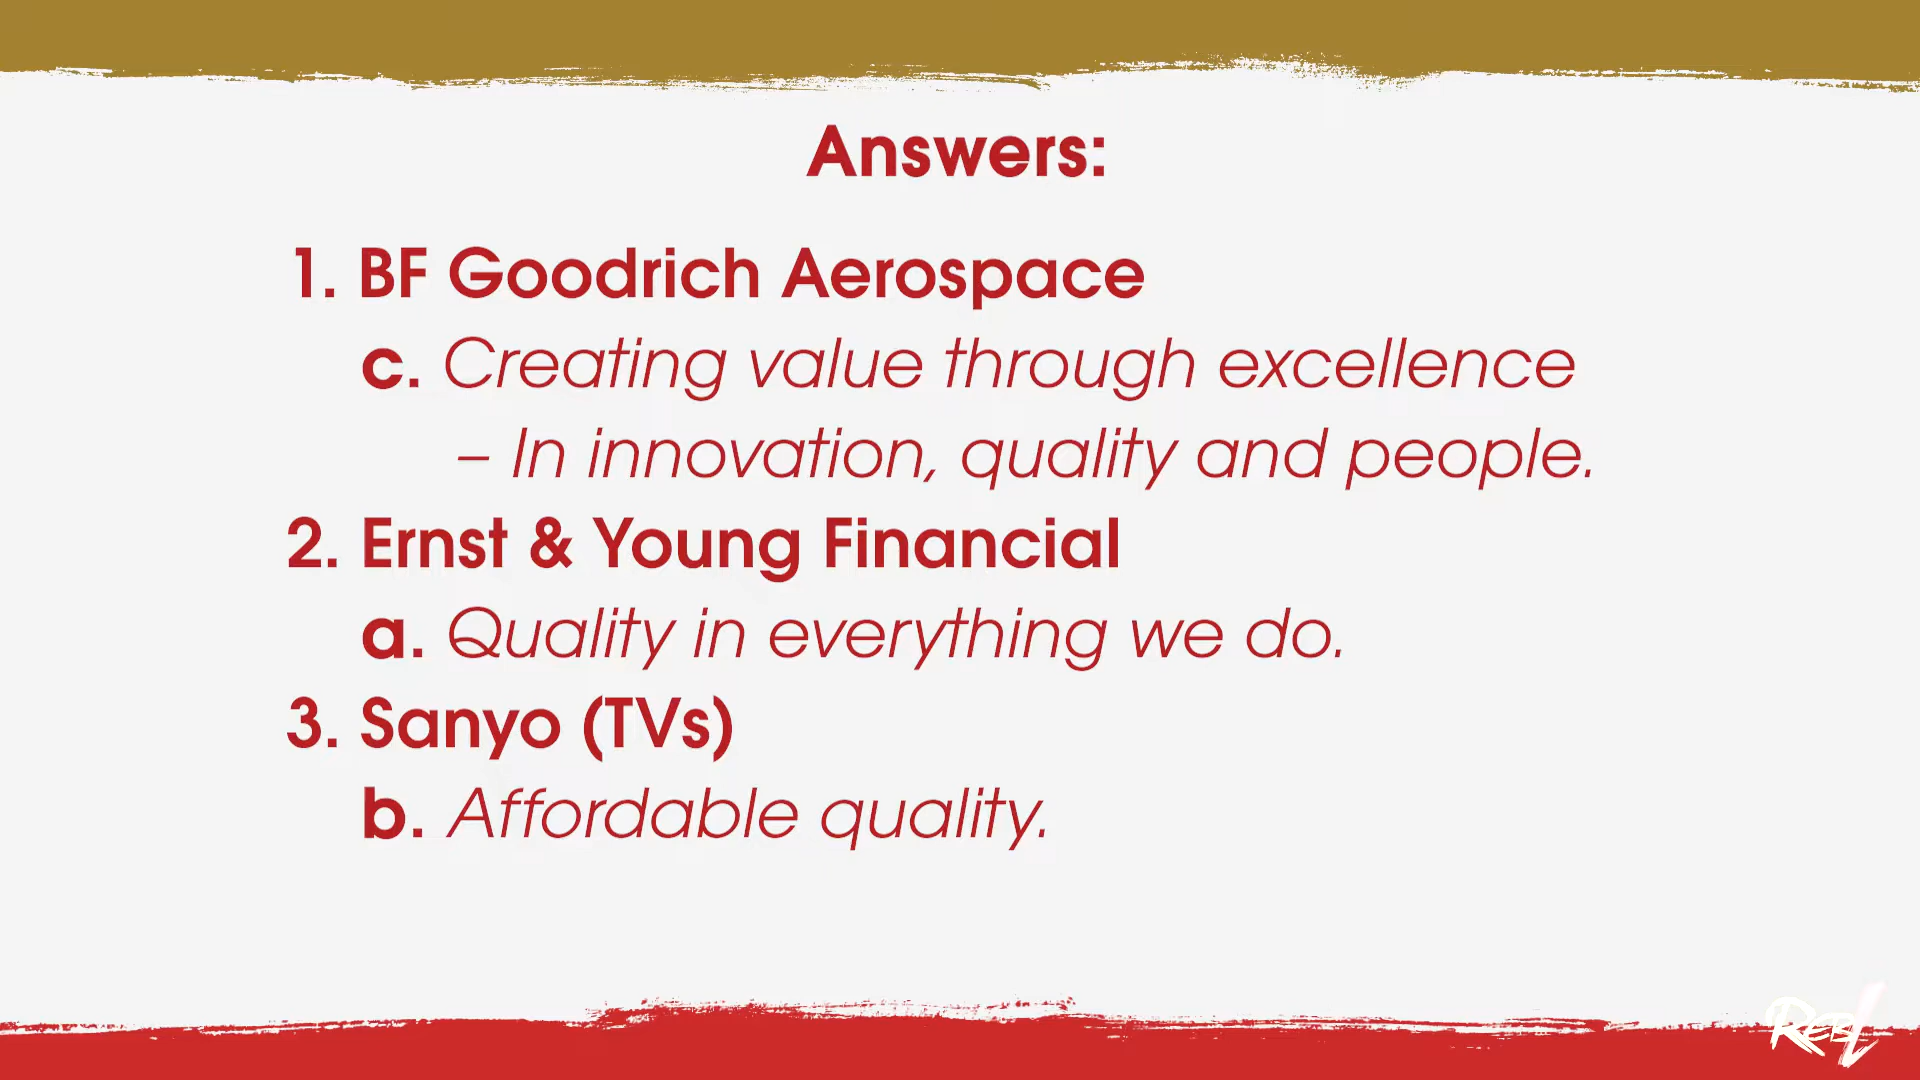 Answers:
1. BF Goodrich Aerospace
c. Creating value through excellence
– In innovation, quality and people.
2. Ernst & Young Financial
a. Quality in everything we do.
3. Sanyo (TVs)
b. Affordable quality.